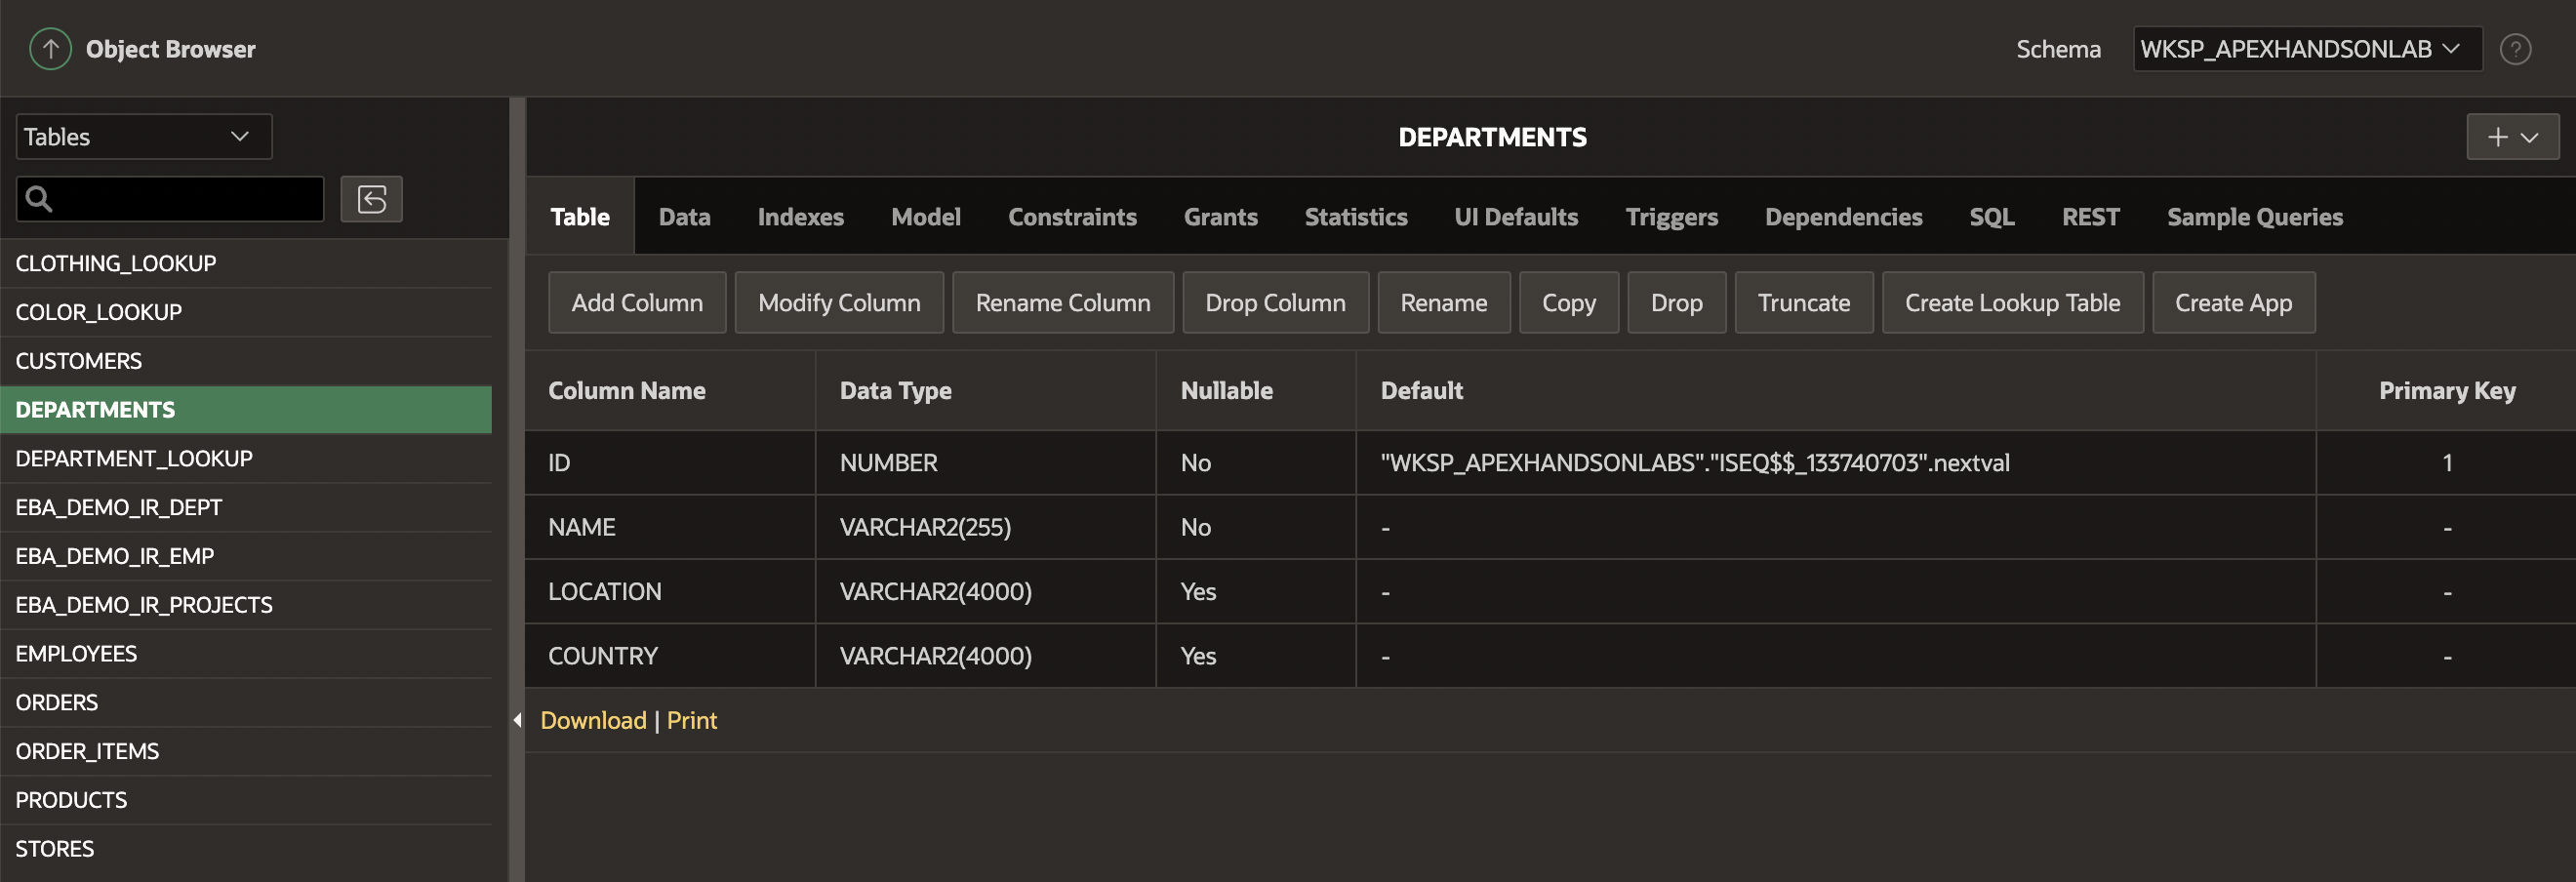 Object Browser
Schema WKSP_APEXHANDSONLAB
Tables
CLOTHING_LOOKUP
COLOR_LOOKUP
CUSTOMERS
DEPARTMENTS
DEPARTMENT_LOOKUP
EBA_DEMO_IR_DEPT
EBA_DEMO_IR_EMP
EBA_DEMO_IR_PROJECTS
EMPLOYEES
ORDERS
ORDER_ITEMS
PRODUCTS
STORES
DEPARTMENTS
Table Data Indexes Model Constraints Grants Statistics UI Defaults Triggers Dependencies SQL REST Sample Queries
Add Column Modify Column Rename Column Drop Column Rename Copy Drop Truncate Create Lookup Table Create App
Column Name Data Type Nullable Default Primary Key
ID NUMBER No "WKSP_APEXHANDSONLABS"."ISEQ$$_133740703".nextval 1
NAME VARCHAR2(255) No - -
LOCATION VARCHAR2(4000) Yes - -
COUNTRY VARCHAR2(4000) Yes - -
Download | Print